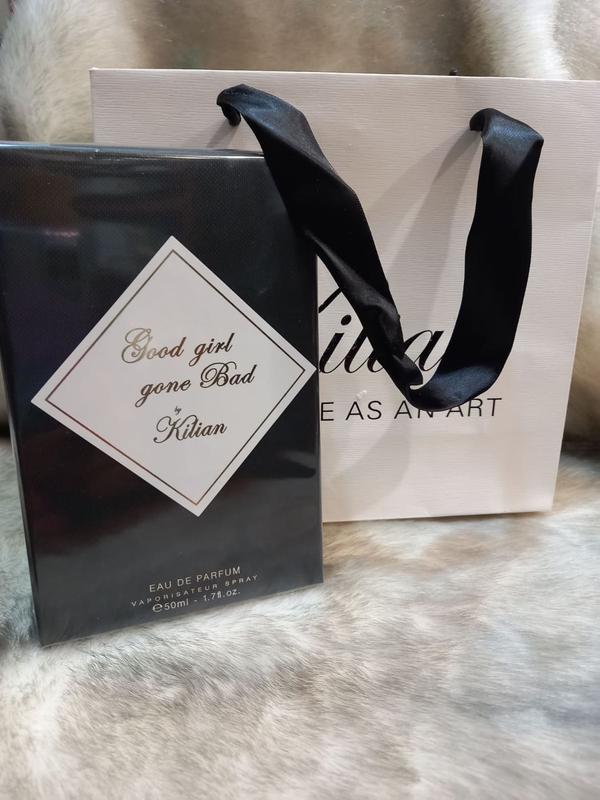 Good girl
gone Bad
by
Kilian
EAU DE PARFUM
VAPORISATEUR SPRAY
℮50ml - 1.7fl.oz.
AS AN ART